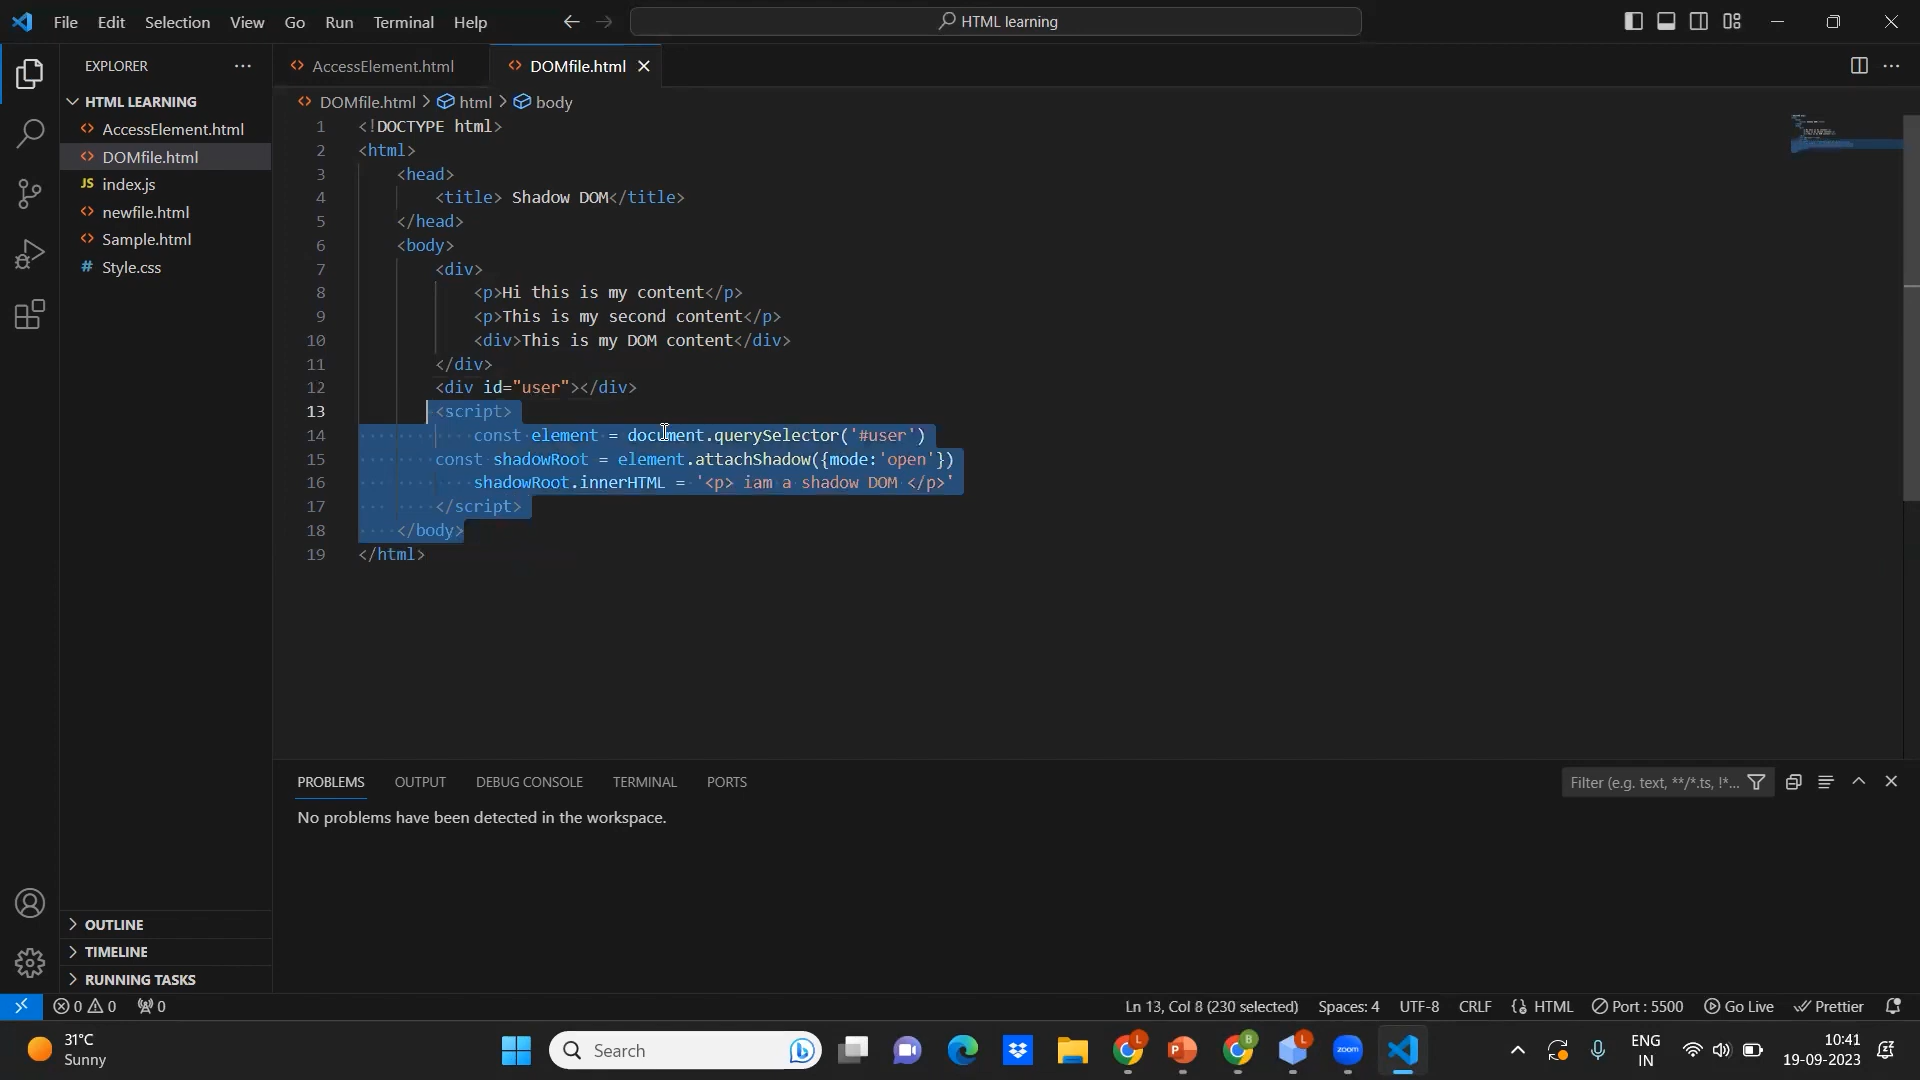 File Edit Selection View Go Run Terminal Help
HTML learning
EXPLORER
HTML LEARNING
AccessElement.html
DOMfile.html
JS index.js
newfile.html
Sample.html
# Style.css
OUTLINE
TIMELINE
RUNNING TASKS
AccessElement.html DOMfile.html
DOMfile.html > html > body
1 <!DOCTYPE html>
2 <html>
3 <head>
4 <title> Shadow DOM</title>
5 </head>
6 <body>
7 <div>
8 <p>Hi this is my content</p>
9 <p>This is my second content</p>
10 <div>This is my DOM content</div>
11 </div>
12 <div id="user"></div>
13 <script>
14 const element = document.querySelector('#user')
15 const shadowRoot = element.attachShadow({mode:'open'})
16 shadowRoot.innerHTML = '<p> iam a shadow DOM </p>'
17 </script>
18 </body>
19 </html>
PROBLEMS OUTPUT DEBUG CONSOLE TERMINAL PORTS
Filter (e.g. text, **/*.ts, !*...
No problems have been detected in the workspace.
0 0 0
Ln 13, Col 8 (230 selected) Spaces: 4 UTF-8 CRLF {} HTML Port : 5500 Go Live Prettier
31°C
Sunny
Search
L L B L zoom
ENG
IN
10:41
19-09-2023